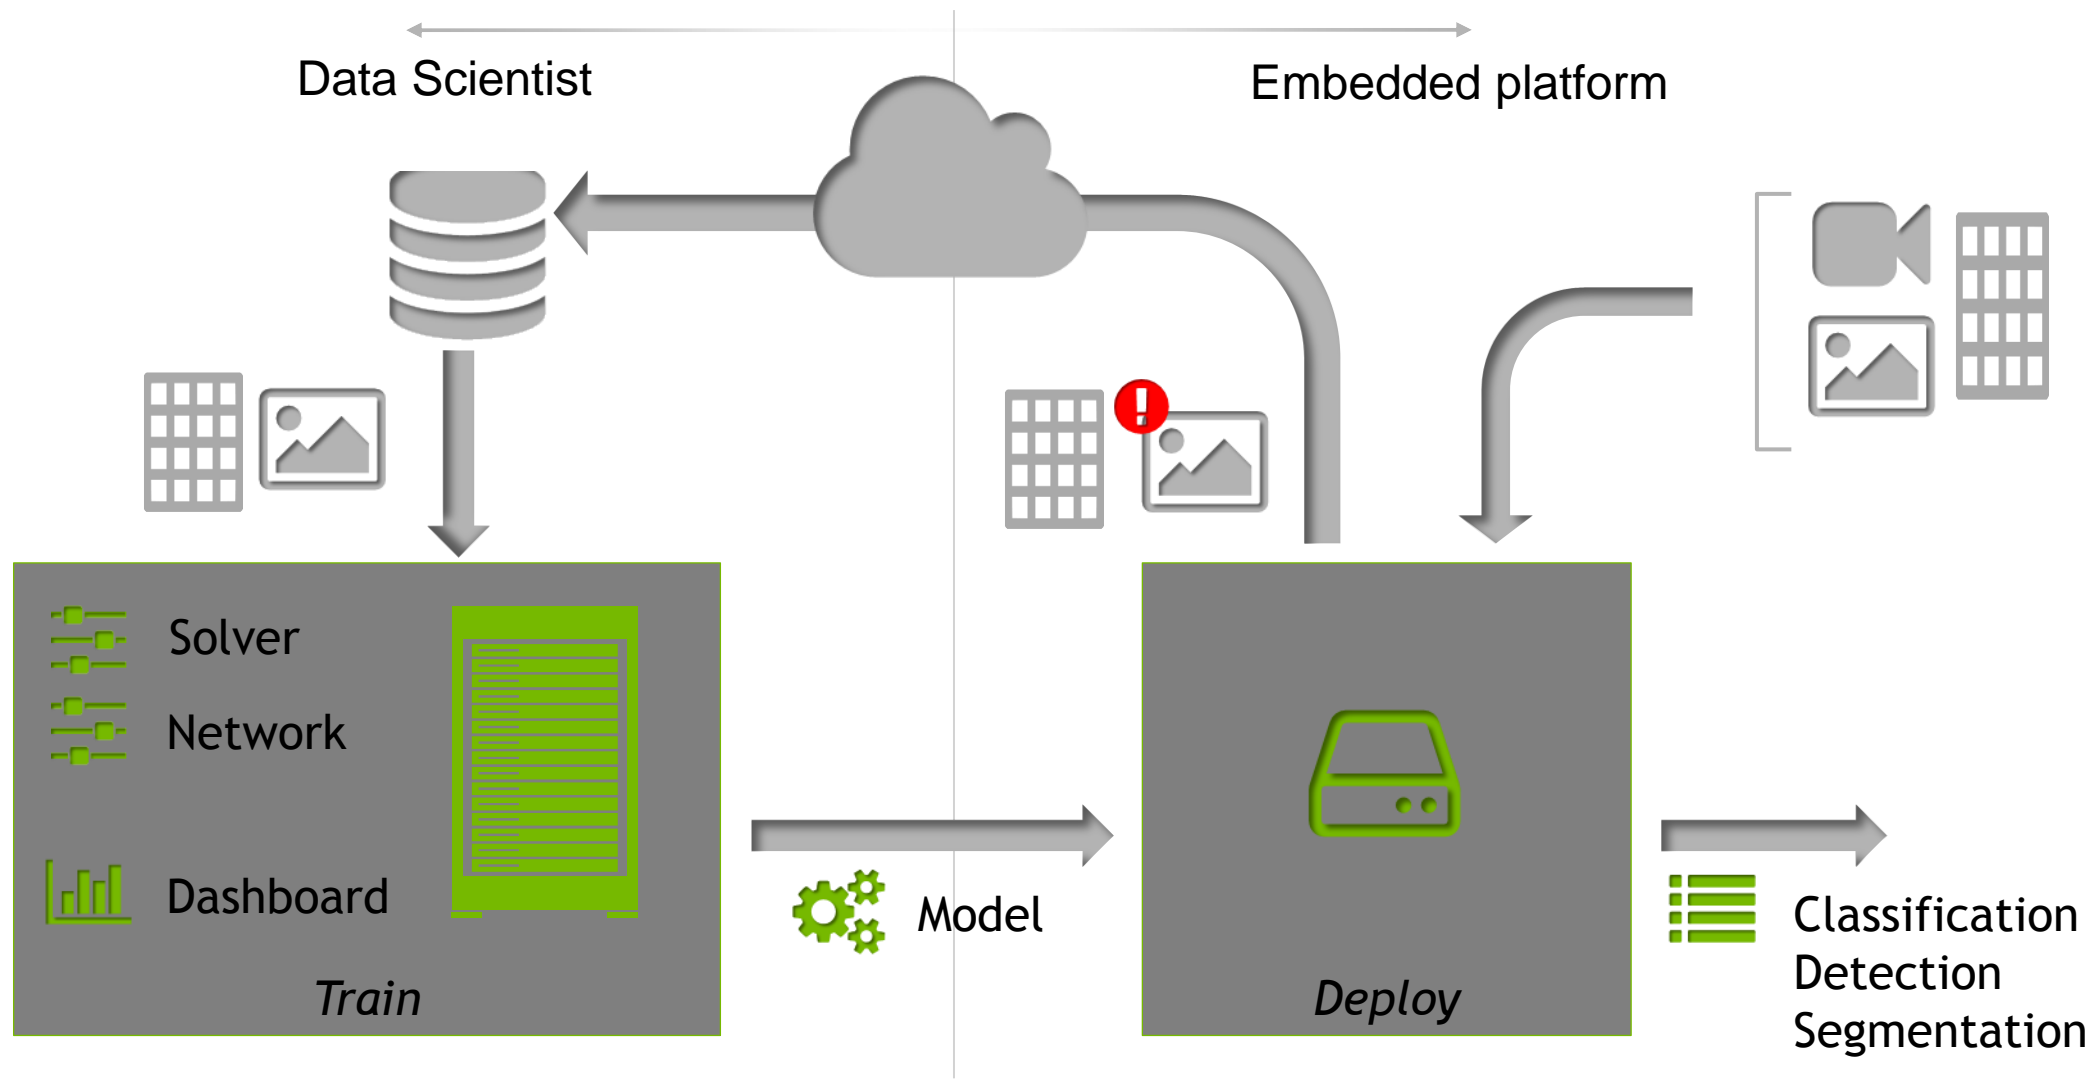 Data Scientist
Embedded platform
Solver
Network
Dashboard
Train
Model
Deploy
Classification
Detection
Segmentation